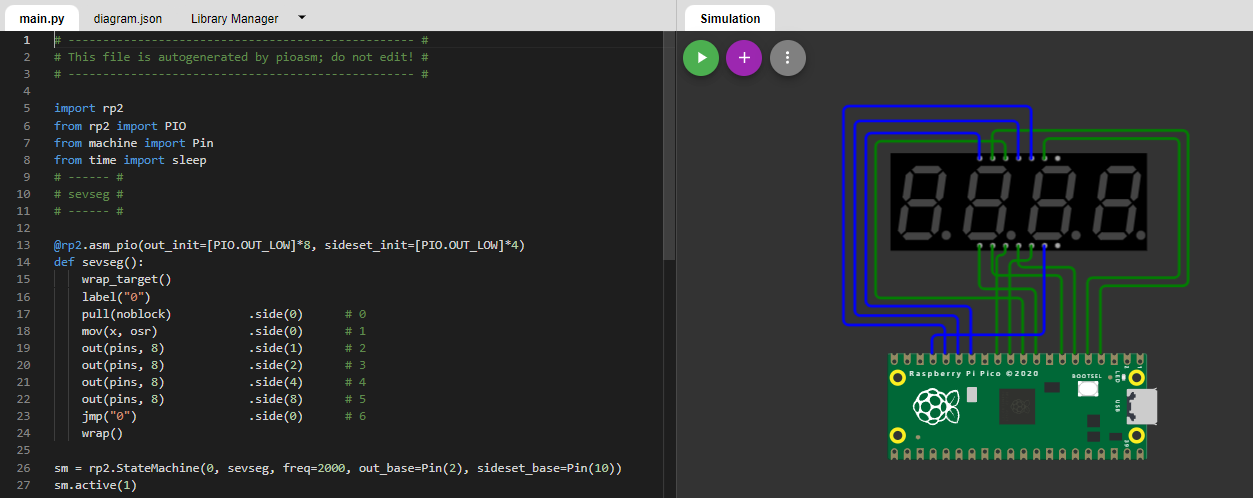 main.py diagram.json Library Manager
Simulation
1 # -------------------------------------------------- #
2 # This file is autogenerated by pioasm; do not edit! #
3 # -------------------------------------------------- #
4
5 import rp2
6 from rp2 import PIO
7 from machine import Pin
8 from time import sleep
9 # ------ #
10 # sevseg #
11 # ------ #
12
13 @rp2.asm_pio(out_init=[PIO.OUT_LOW]*8, sideset_init=[PIO.OUT_LOW]*4)
14 def sevseg():
15 wrap_target()
16 label("0")
17 pull(noblock) .side(0) # 0
18 mov(x, osr) .side(0) # 1
19 out(pins, 8) .side(1) # 2
20 out(pins, 8) .side(2) # 3
21 out(pins, 8) .side(4) # 4
22 out(pins, 8) .side(8) # 5
23 jmp("0") .side(0) # 6
24 wrap()
25
26 sm = rp2.StateMachine(0, sevseg, freq=2000, out_base=Pin(2), sideset_base=Pin(10))
27 sm.active(1)
8.8.8.8.
Raspberry Pi Pico ©2020
BOOTSEL
LED
USB